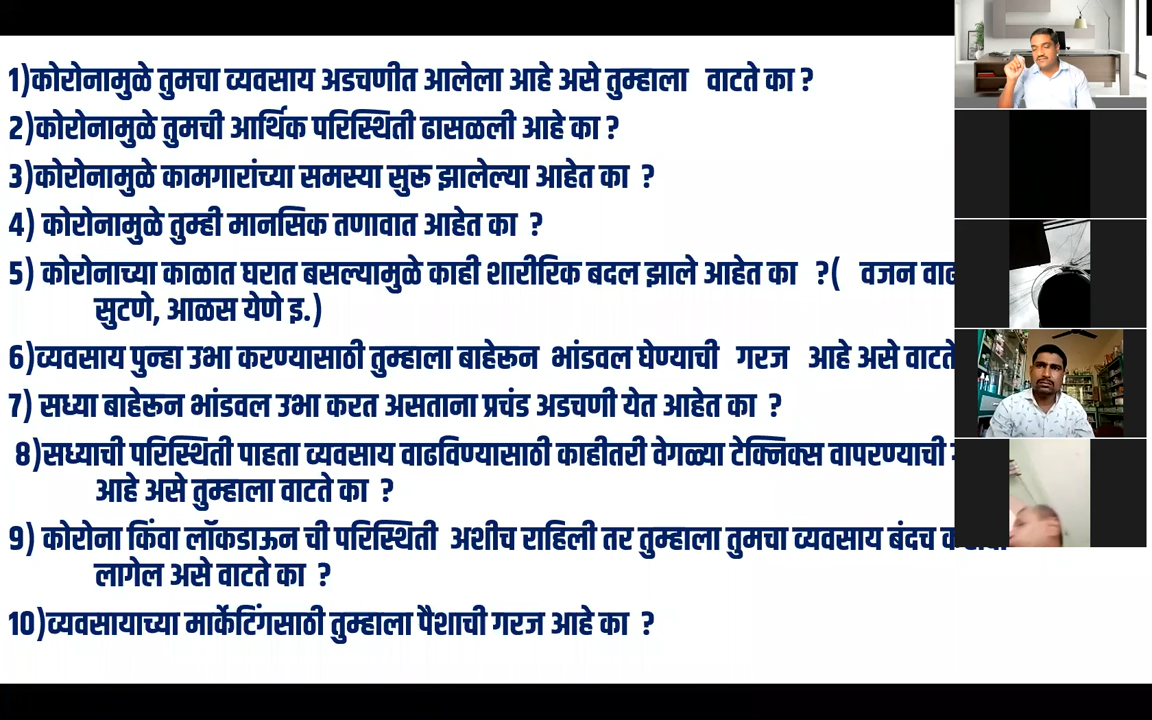 1)कोरोनामुळे तुमचा व्यवसाय अडचणीत आलेला आहे असे तुम्हाला वाटते का ?
2)कोरोनामुळे तुमची आर्थिक परिस्थिती ढासळली आहे का ?
3)कोरोनामुळे कामगारांच्या समस्या सुरू झालेल्या आहेत का ?
4) कोरोनामुळे तुम्ही मानसिक तणावात आहेत का ?
5) कोरोनाच्या काळात घरात बसल्यामुळे काही शारीरिक बदल झाले आहेत का ?( वजन
सुटणे, आळस येणे इ.)
6)व्यवसाय पुन्हा उभा करण्यासाठी तुम्हाला बाहेरून भांडवल घेण्याची गरज आहे असे वाटते
7) सध्या बाहेरून भांडवल उभा करत असताना प्रचंड अडचणी येत आहेत का ?
8)सध्याची परिस्थिती पाहता व्यवसाय वाढविण्यासाठी काहीतरी वेगळ्या टेक्निक्स वापरण्याची
आहे असे तुम्हाला वाटते का ?
9) कोरोना किंवा लॉकडाऊन ची परिस्थिती अशीच राहिली तर तुम्हाला तुमचा व्यवसाय बंदच
लागेल असे वाटते का ?
10)व्यवसायाच्या मार्केटिंगसाठी तुम्हाला पैशाची गरज आहे का ?